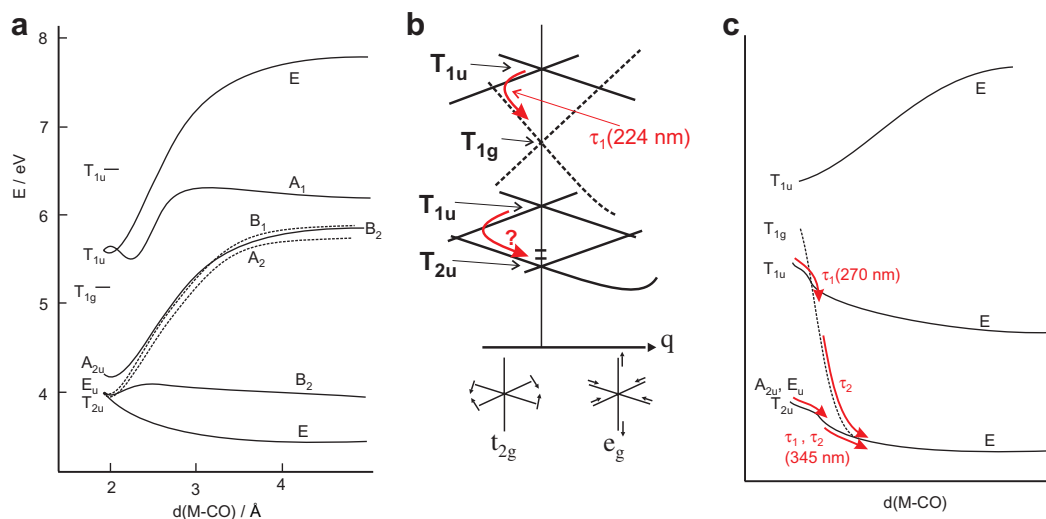 a
8
7
6
5
4
E / eV
2
3
4
d(M-CO) / Å
E
T1u
A1
T1u
B1
B2
A2
T1g
A2u
Eu
T2u
B2
E
b
T1u
τ1(224 nm)
T1g
T1u
?
T2u
q
t2g
eg
c
E
T1u
T1g
T1u
τ1(270 nm)
E
τ2
A2u, Eu
T2u
τ1 , τ2
(345 nm)
E
d(M-CO)